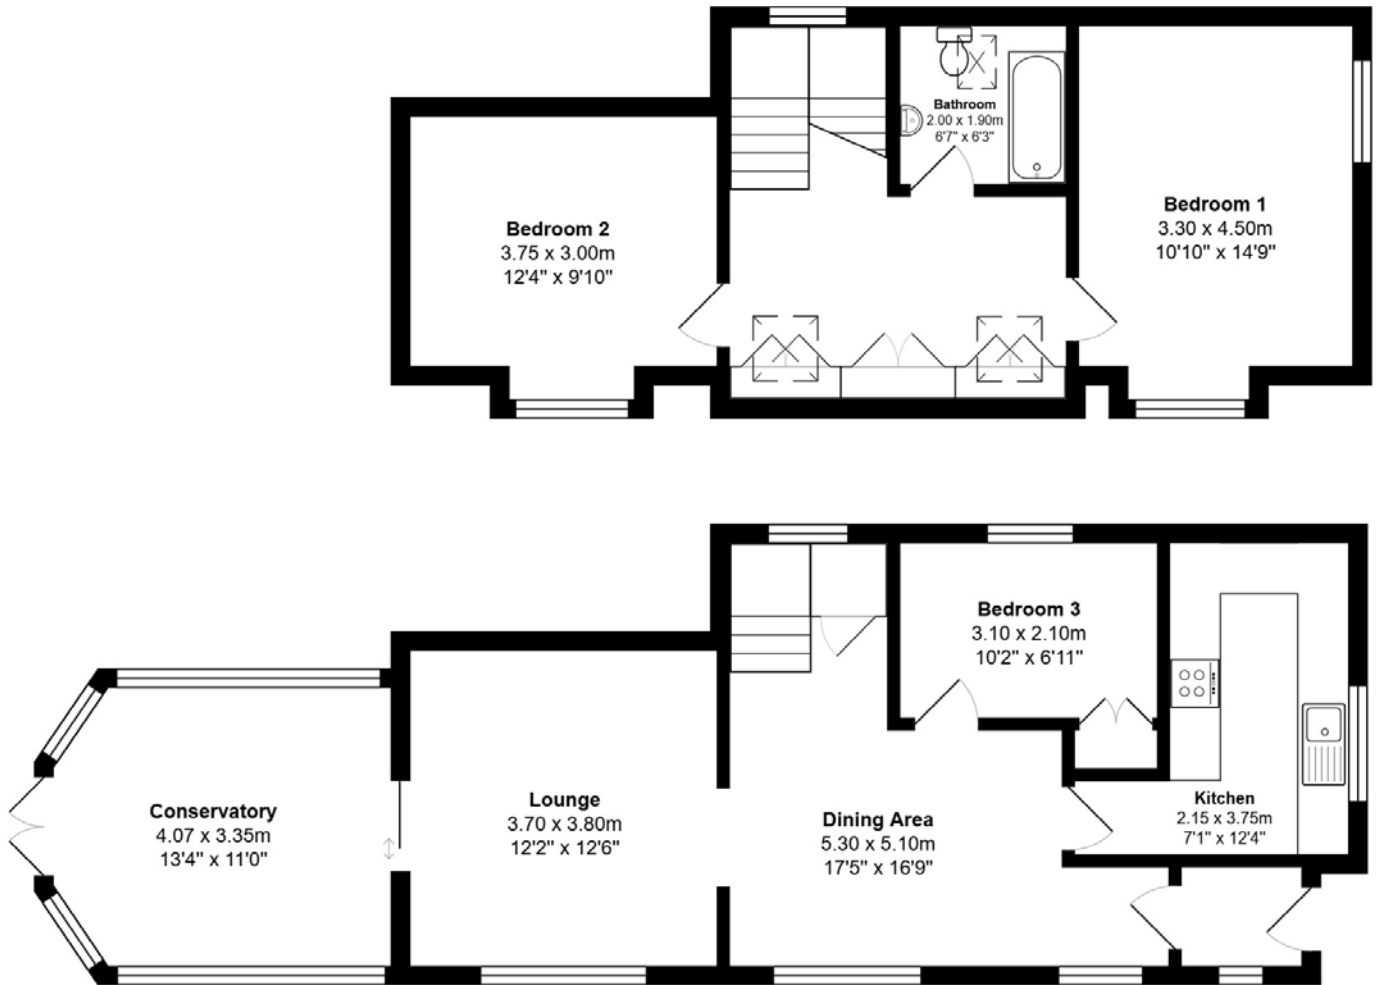 Bathroom
2.00 x 1.90m
6'7" x 6'3"
Bedroom 1
3.30 x 4.50m
10'10" x 14'9"
Bedroom 2
3.75 x 3.00m
12'4" x 9'10"
Bedroom 3
3.10 x 2.10m
10'2" x 6'11"
Conservatory
4.07 x 3.35m
13'4" x 11'0"
Lounge
3.70 x 3.80m
12'2" x 12'6"
Dining Area
5.30 x 5.10m
17'5" x 16'9"
Kitchen
2.15 x 3.75m
7'1" x 12'4"